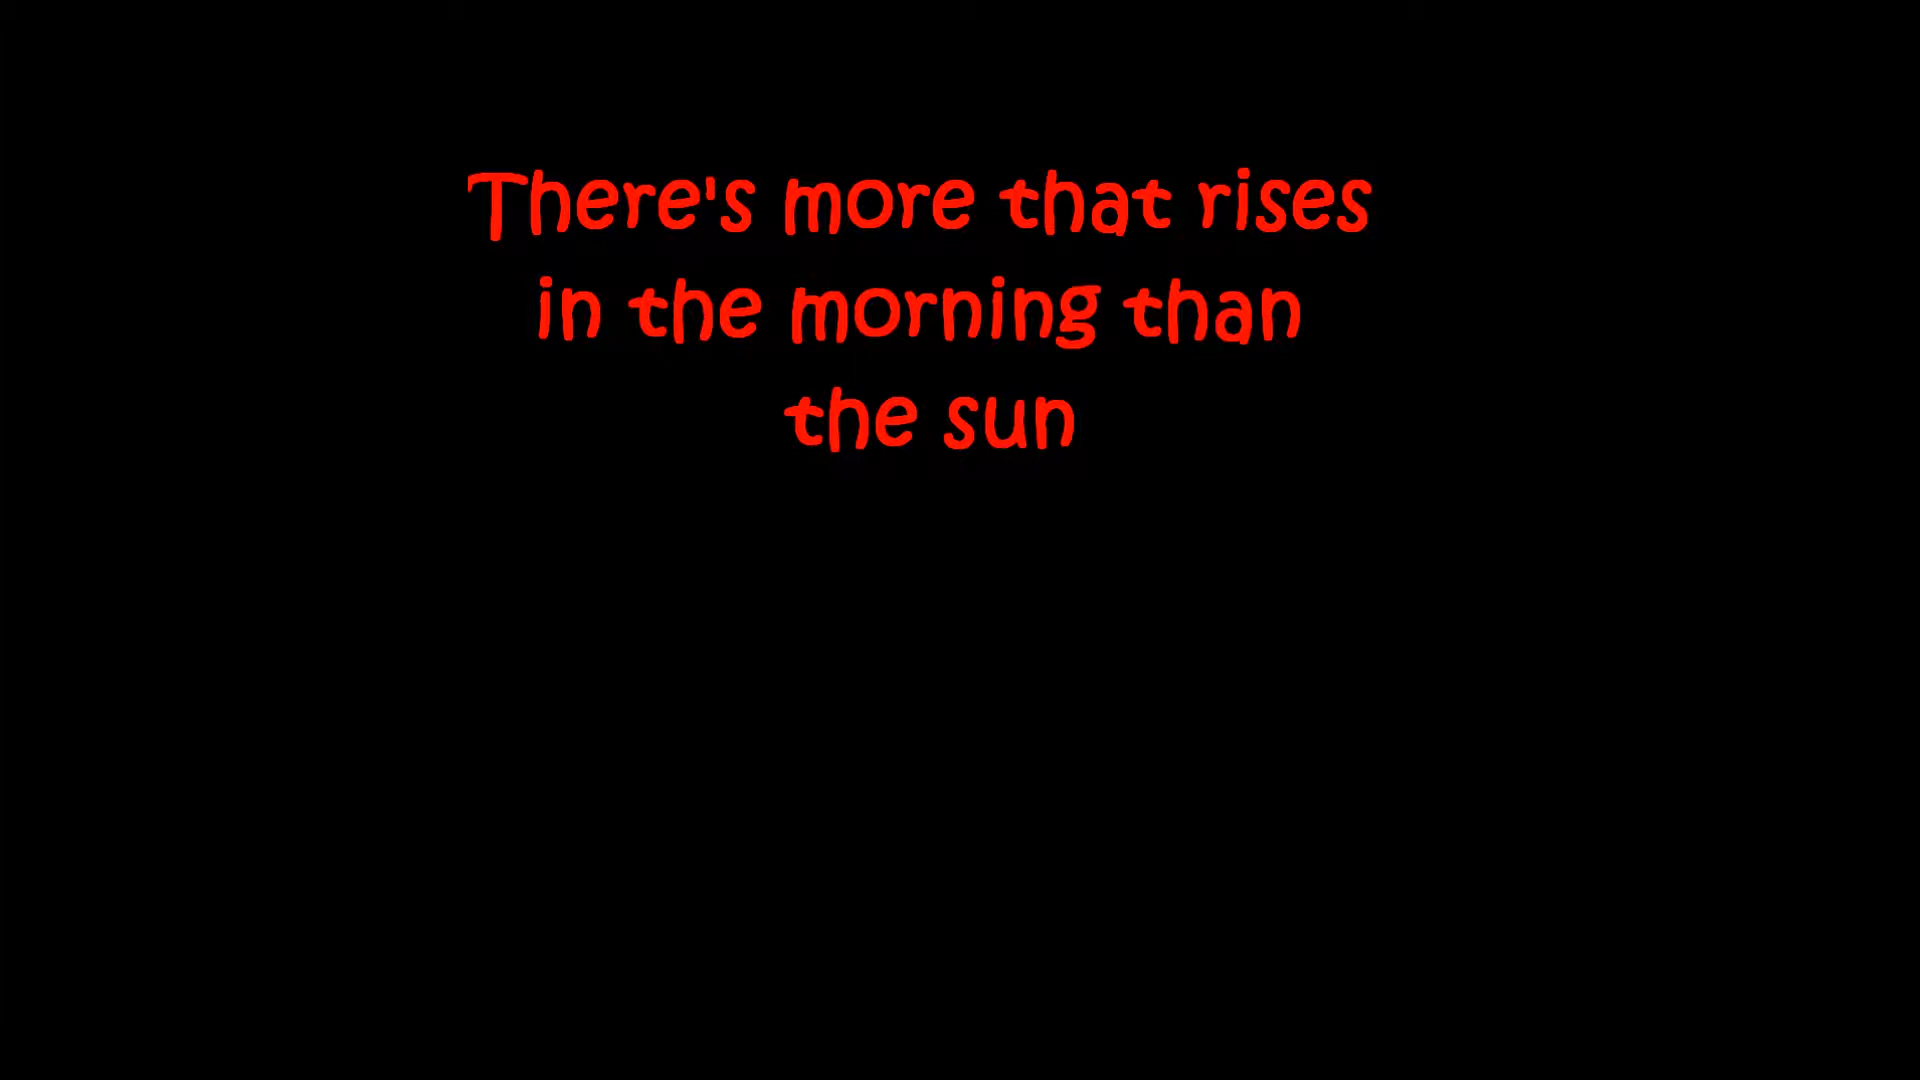 There's more that rises
in the morning than
the sun